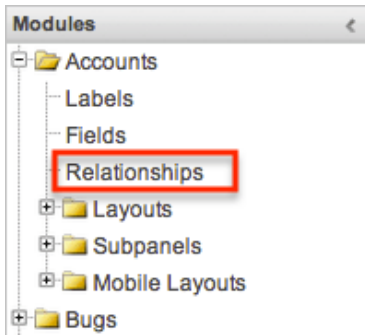 Modules
Accounts
Labels
Fields
Relationships
Layouts
Subpanels
Mobile Layouts
Bugs